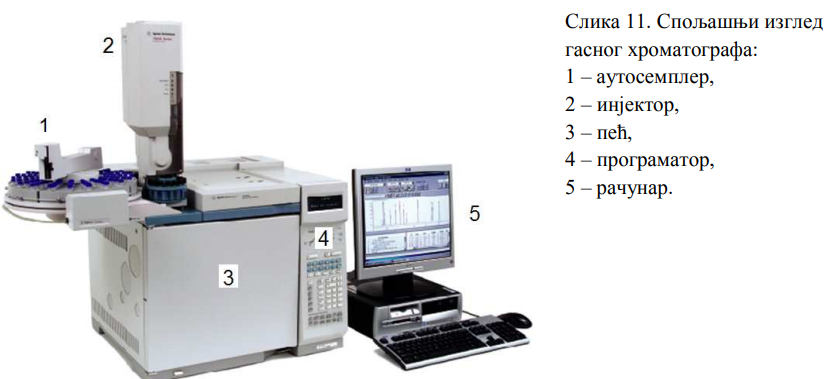 Слика 11. Спољашњи изглед
гасног хроматографа:
1 – аутосемплер,
2 – инјектор,
3 – пећ,
4 – програматор,
5 – рачунар.
2
1
3
4
5